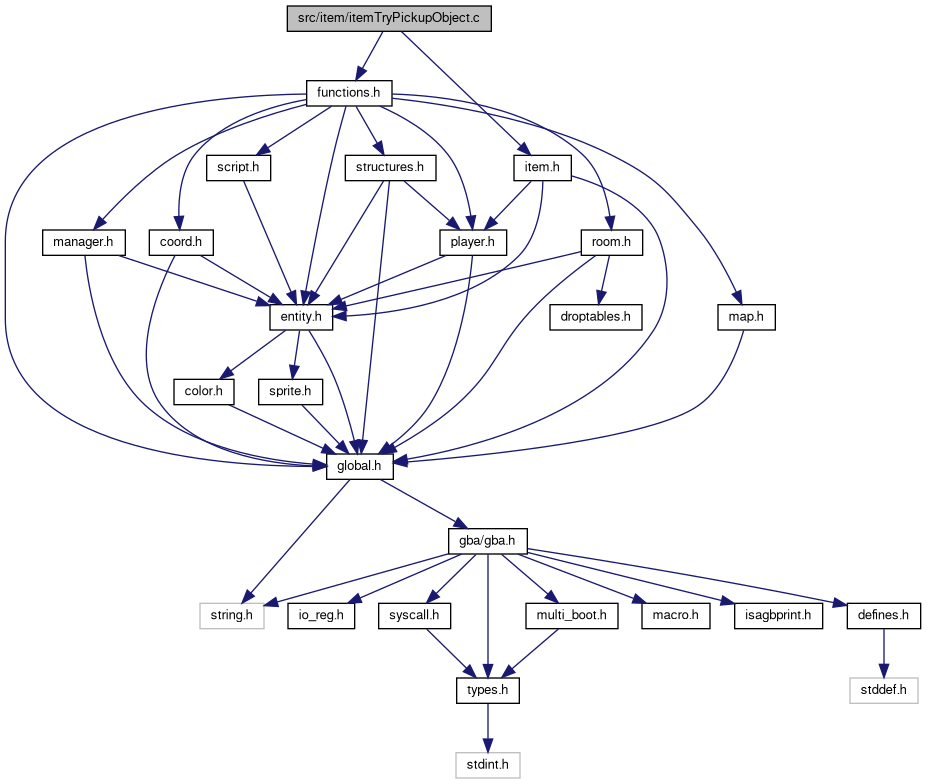 src/item/itemTryPickupObject.c
functions.h
script.h
structures.h
item.h
manager.h
coord.h
player.h
room.h
entity.h
droptables.h
map.h
color.h
sprite.h
global.h
gba/gba.h
string.h
io_reg.h
syscall.h
multi_boot.h
macro.h
isagbprint.h
defines.h
types.h
stddef.h
stdint.h